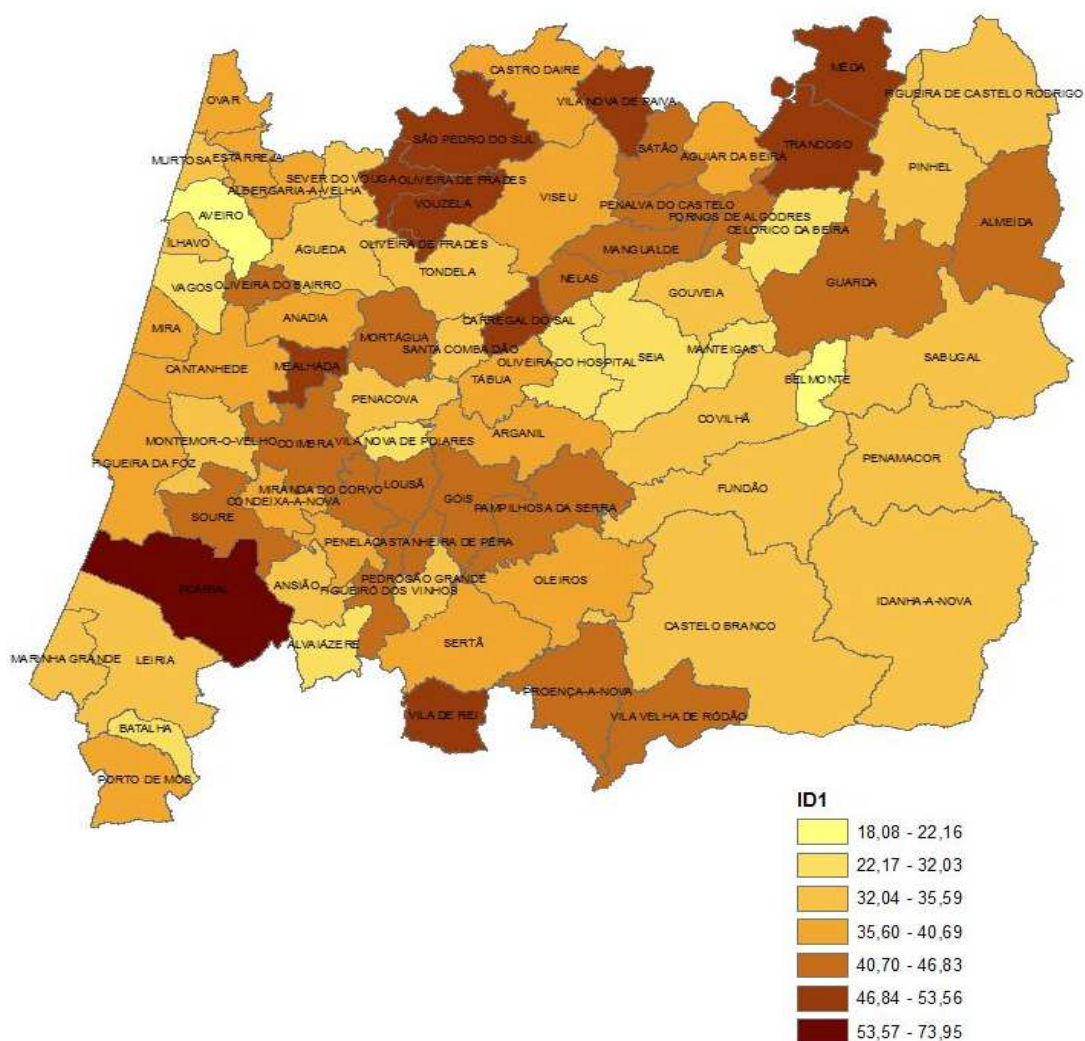 CASTRO DAIRE
MÊDA
FIGUEIRA DE CASTELO RODRIGO
OVAR
VILA NOVA DE PAIVA
SÃO PEDRO DO SUL
TRANCOSO
SÁTÃO
MURTOSA
ESTARREJA
AGUIAR DA BEIRA
PINHEL
SEVER DO VOUGA
OLIVEIRA DE FRADES
ALBERGARIA-A-VELHA
VISEU
PENALVA DO CASTELO
VOUZELA
AVEIRO
FORNOS DE ALGODRES
ALMEIDA
CELORICO DA BEIRA
ILHAVO
ÁGUEDA
OLIVEIRA DE FRADES
MANGUALDE
TONDELA
NELAS
GUARDA
VAGOS
OLIVEIRA DO BAIRRO
GOUVEIA
MIRA
ANADIA
CARREGAL DO SAL
MORTÁGUA
SANTA COMBA DÃO
MANTEIGAS
SEIA
SABUGAL
OLIVEIRA DO HOSPITAL
CANTANHEDE
MEALHADA
TÁBUA
BELMONTE
PENACOVA
COVILHÃ
ARGANIL
MONTEMOR-O-VELHO
COIMBRA
VILA NOVA DE POIARES
FIGUEIRA DA FOZ
PENAMACOR
LOUSÃ
MIRANDA DO CORVO
FUNDÃO
CONDEIXA-A-NOVA
GÓIS
PAMPILHOSA DA SERRA
SOURE
PENELA
CASTANHEIRA DE PÊRA
PEDRÓGÃO GRANDE
OLEIROS
ANSIÃO
POMBAL
FIGUEIRÓ DOS VINHOS
IDANHA-A-NOVA
CASTELO BRANCO
ALVAIÁZERE
SERTÃ
MARINHA GRANDE
LEIRIA
PROENÇA-A-NOVA
VILA DE REI
VILA VELHA DE RÓDÃO
BATALHA
PORTO DE MÓS
ID1
18,08 - 22,16
22,17 - 32,03
32,04 - 35,59
35,60 - 40,69
40,70 - 46,83
46,84 - 53,56
53,57 - 73,95